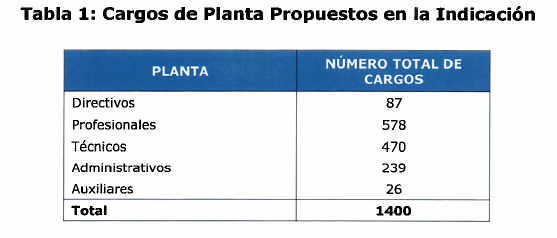 Tabla 1: Cargos de Planta Propuestos en la Indicación
PLANTA NÚMERO TOTAL DE CARGOS
Directivos 87
Profesionales 578
Técnicos 470
Administrativos 239
Auxiliares 26
Total 1400